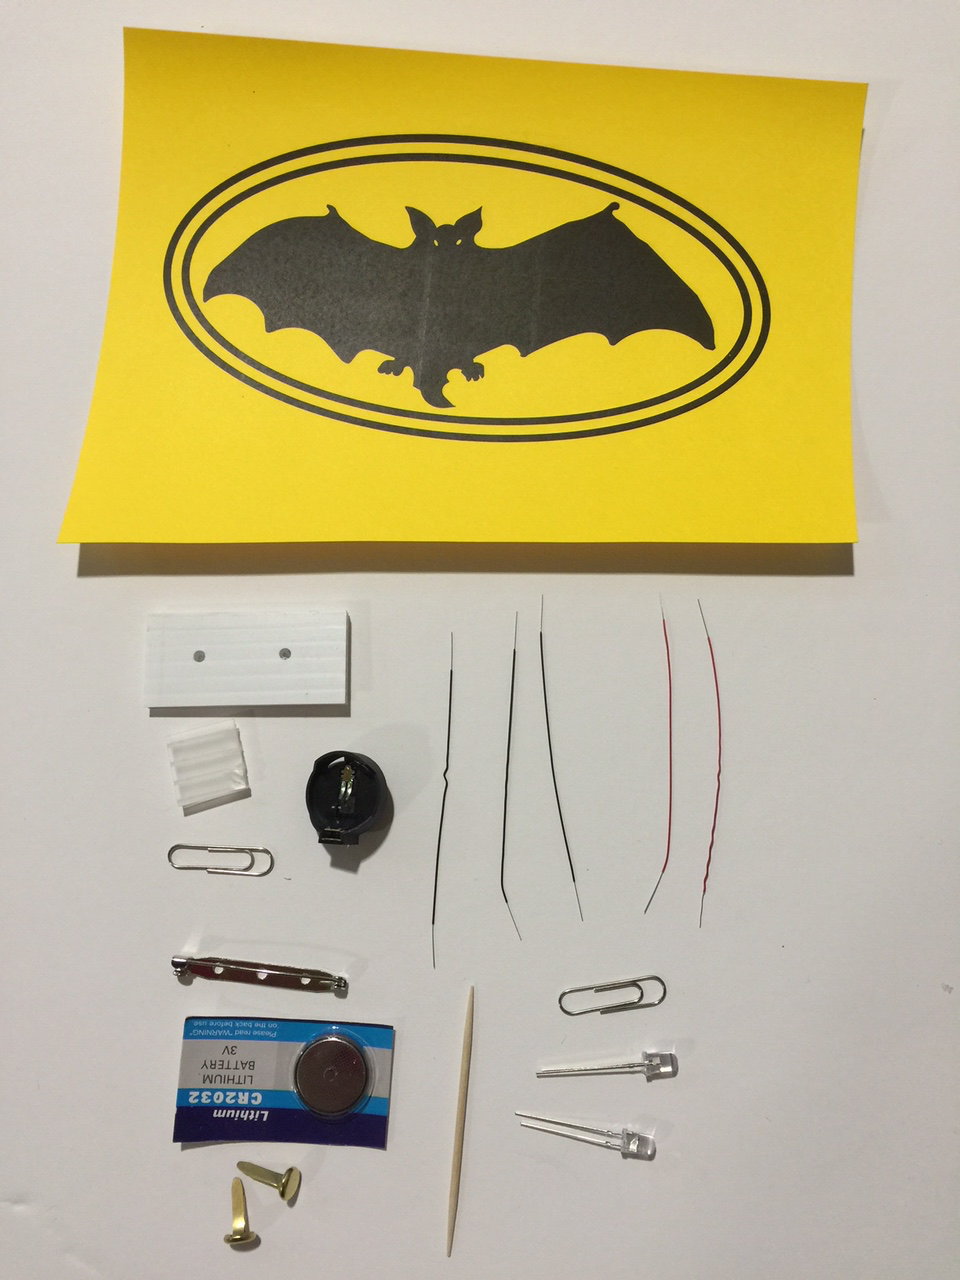 Lithium
CR2032
LITHIUM
BATTERY
3V
Please read "WARNING"
on the back before use.